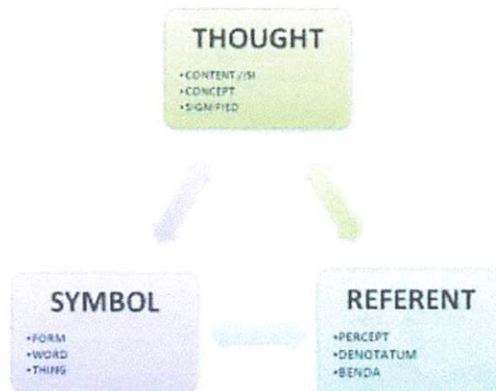 THOUGHT
•CONTENT/ISI
•CONCEPT
•SIGNIFIED
SYMBOL
•FORM
•WORD
•THING
REFERENT
•PERCEPT
•DENOTATUM
•BENDA